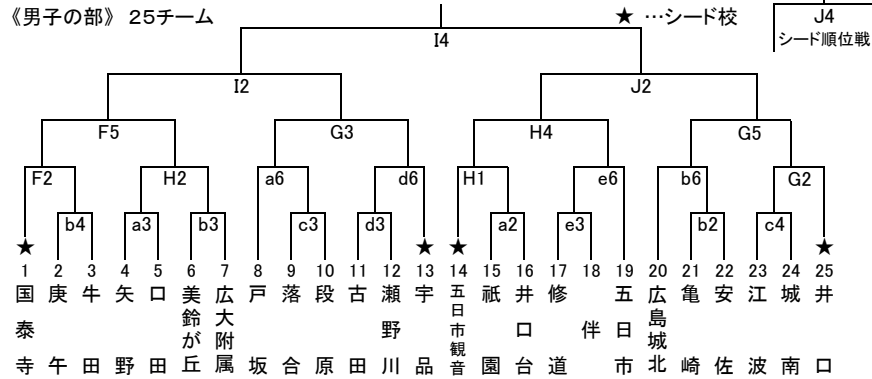 《男子の部》 25チーム
★ …シード校
J4
シード順位戦
I4
I2
J2
F5
G3
H4
G5
F2
H2
a6
d6
H1
e6
b6
G2
b4
a3
b3
c3
d3
a2
e3
b2
c4
★ ★ ★ ★
1 2 3 4 5 6 7 8 9 10 11 12 13 14 15 16 17 18 19 20 21 22 23 24 25
国泰寺
庚午
牛田
矢野
口田
美鈴が丘
広大附属
戸坂
落合
段原
古田
瀬野川
宇品
五日市観音
祇園
井口台
修道
伴
五日市
広島城北
亀崎
安佐
江波
城南
井口